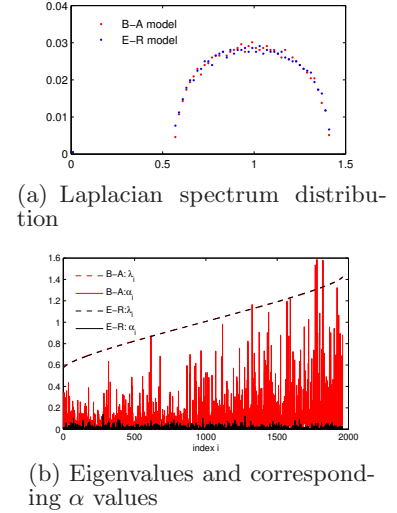 0.04
0.03
0.02
0.01
0
0 0.5 1 1.5
B−A model
E−R model
(a) Laplacian spectrum distribu-
tion
1.6
1.4
1.2
1
0.8
0.6
0.4
0.2
0
0 500 1000 1500 2000
index i
B−A: λi
B−A:αi
E−R:λi
E−R: αi
(b) Eigenvalues and correspond-
ing α values